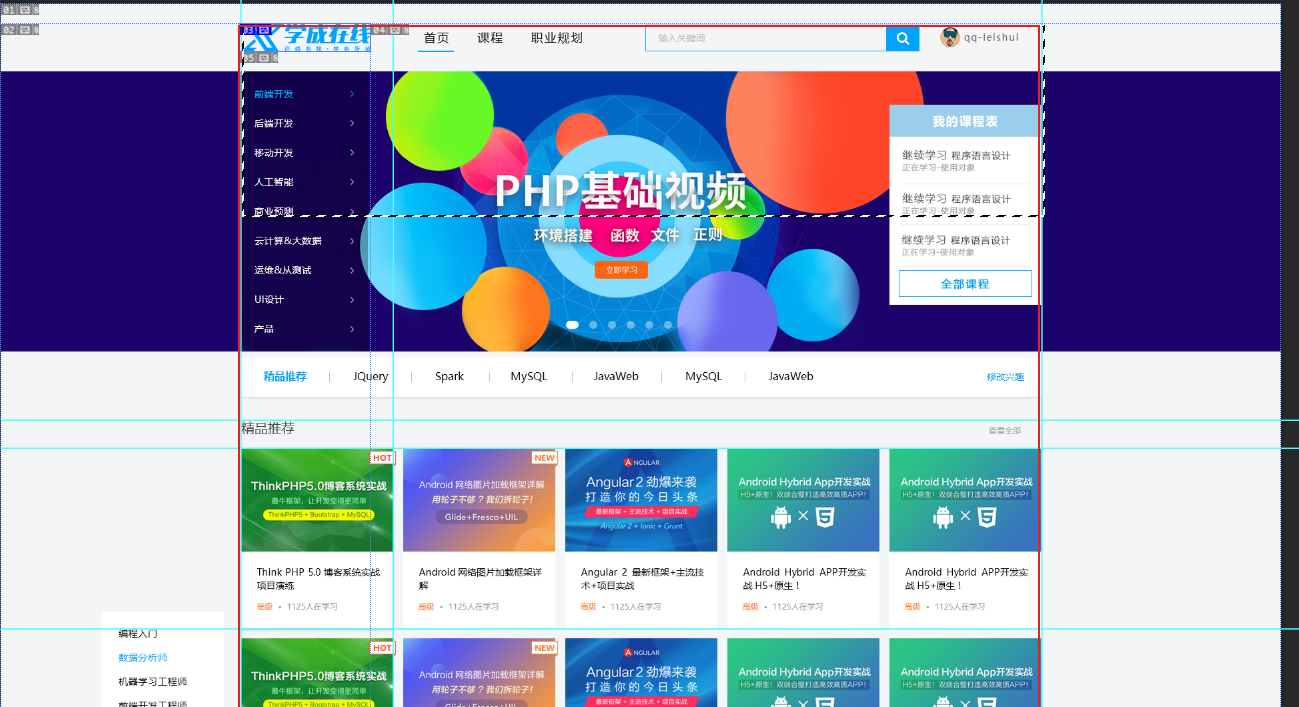 01
02
03
04
05
学成在线
首页 课程 职业规划
输入关键词
qq-leishui
前端开发
后端开发
移动开发
人工智能
商业预测
云计算&大数据
运维&从测试
UI设计
产品
PHP基础视频
环境搭建 函数 文件 正则
立即学习
我的课程表
继续学习 程序语言设计
正在学习-使用对象
继续学习 程序语言设计
正在学习-使用对象
继续学习 程序语言设计
正在学习-使用对象
全部课程
精品推荐 JQuery Spark MySQL JavaWeb MySQL JavaWeb 修改兴趣
精品推荐 查看全部
HOT
ThinkPHP5.0博客系统实战
最牛框架，让开发变得更简单
ThinkPHP5 + Bootstrap + MySQL
Think PHP 5.0 博客系统实战
项目演练
高级 • 1125人在学习
NEW
Android 网络图片加载框架详解
用轮子不够？我们拆轮子！
Glide+Fresco+UIL
Android 网络图片加载框架详
解
高级 • 1125人在学习
ANGULAR
Angular2 劲爆来袭
打造你的今日头条
最新框架 + 主流技术 + 项目实战
Angular 2 + Ionic + Grunt
Angular 2 最新框架+主流技
术+项目实战
高级 • 1125人在学习
Android Hybrid App开发实战
H5+原生！双剑合璧打造高效高质APP！
Android Hybrid APP开发实
战 H5+原生！
高级 • 1125人在学习
Android Hybrid App开发实战
H5+原生！双剑合璧打造高效高质APP！
Android Hybrid APP开发实
战 H5+原生！
高级 • 1125人在学习
编程入门
数据分析师
机器学习工程师
前端开发工程师
HOT
ThinkPHP5.0博客系统实战
最牛框架，让开发变得更简单
ThinkPHP5 + Bootstrap + MySQL
NEW
Android 网络图片加载框架详解
用轮子不够？我们拆轮子！
Glide+Fresco+UIL
ANGULAR
Angular2 劲爆来袭
打造你的今日头条
最新框架 + 主流技术 + 项目实战
Android Hybrid App开发实战
H5+原生！双剑合璧打造高效高质APP！
Android Hybrid App开发实战
H5+原生！双剑合璧打造高效高质APP！